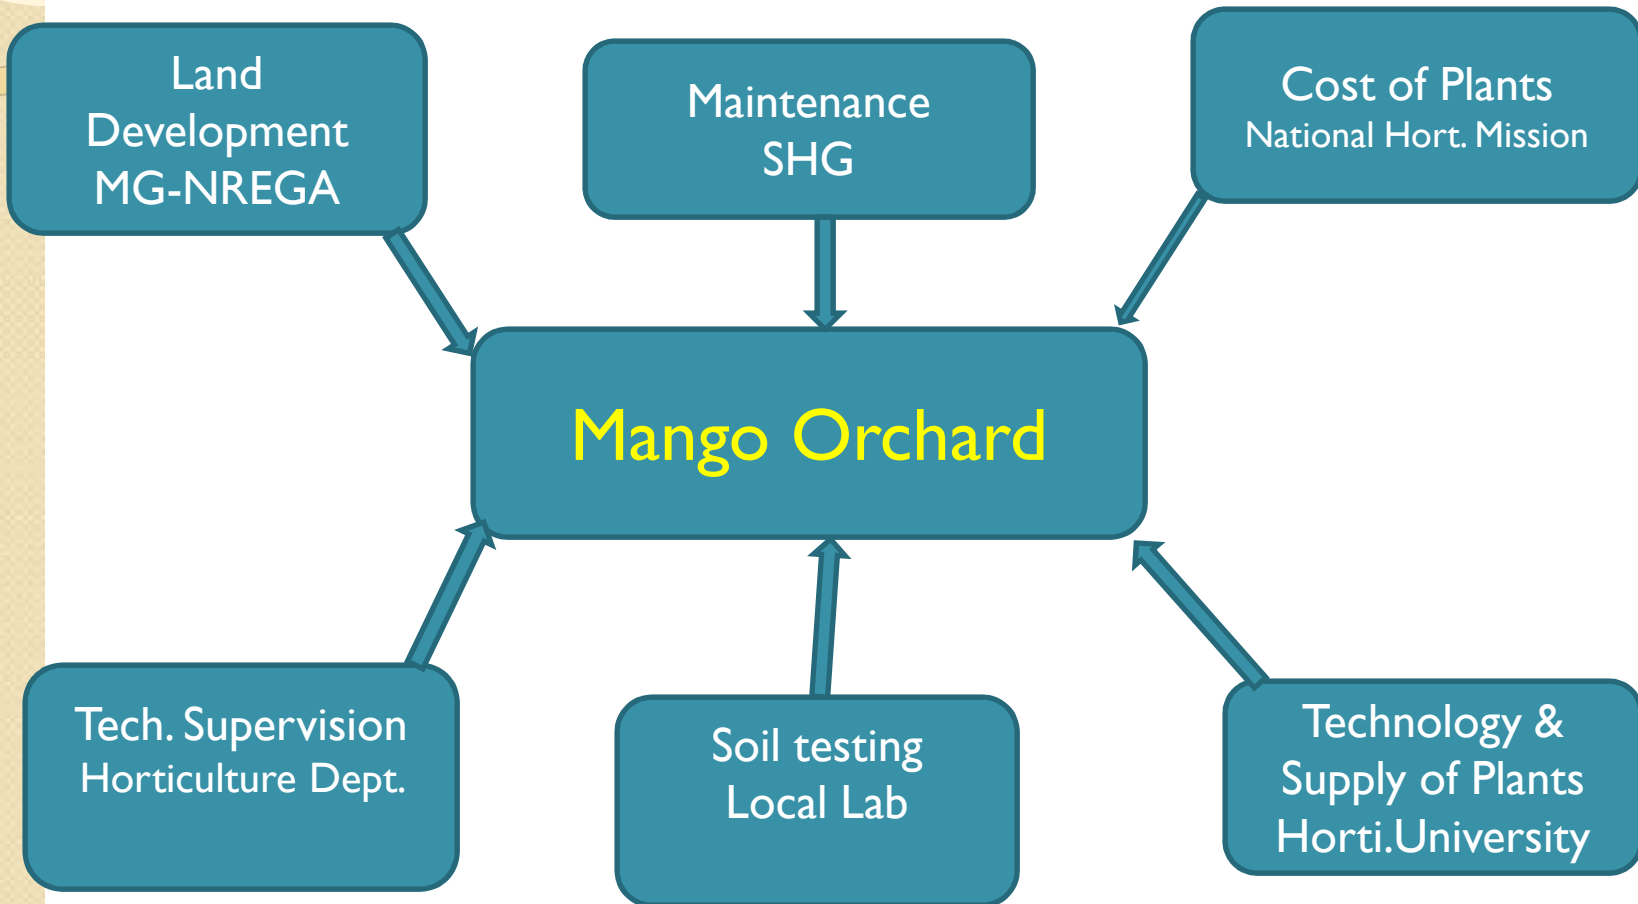 Land
Development
MG-NREGA
Maintenance
SHG
Cost of Plants
National Hort. Mission
Mango Orchard
Tech. Supervision
Horticulture Dept.
Soil testing
Local Lab
Technology &
Supply of Plants
Horti.University